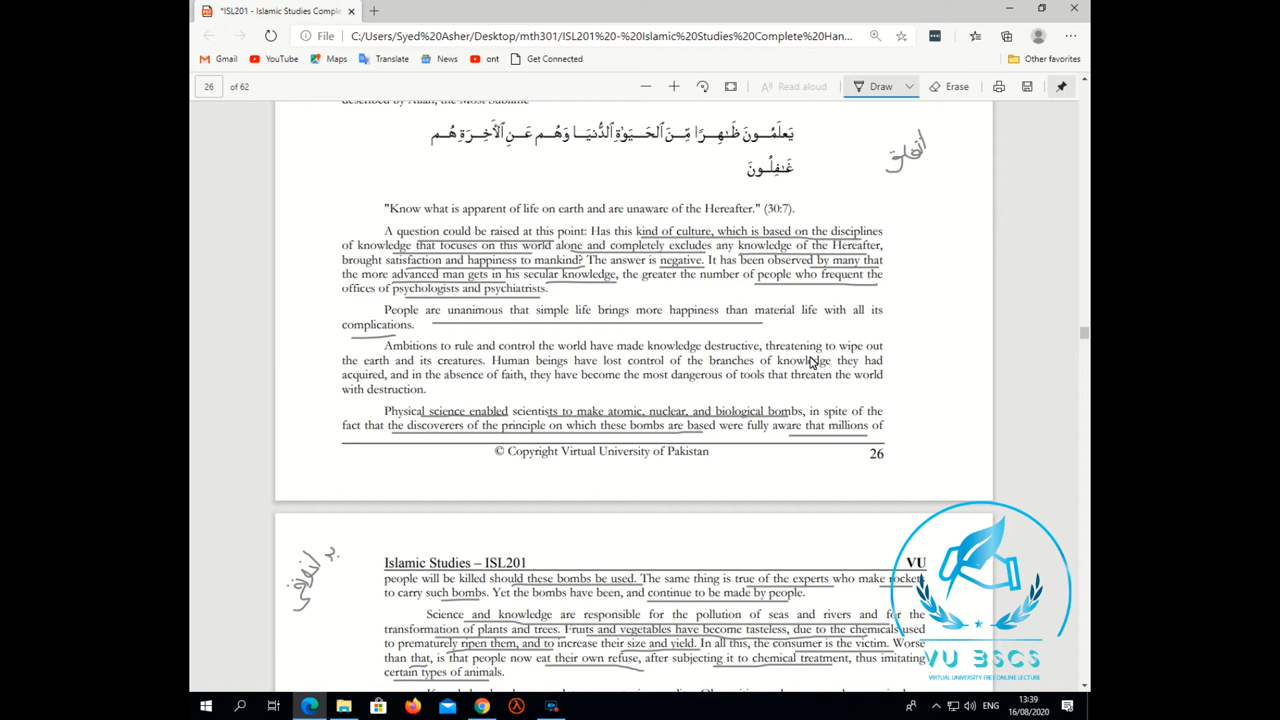 *ISL201 - Islamic Studies Comple
File C:/Users/Syed%20Asher/Desktop/mth301/ISL201%20-%20Islamic%20Studies%20Complete%20Han...
Gmail YouTube Maps Translate News ont Get Connected Other favorites
26 of 62 Read aloud Draw Erase
described by Allah, the Most Sublime
يَعْلَمُونَ ظَٰهِرًا مِّنَ ٱلْحَيَوٰةِ ٱلدُّنْيَا وَهُمْ عَنِ ٱلْآخِرَةِ هُمْ
غَٰفِلُونَ
"Know what is apparent of life on earth and are unaware of the Hereafter." (30:7).
A question could be raised at this point: Has this kind of culture, which is based on the disciplines
of knowledge that focuses on this world alone and completely excludes any knowledge of the Hereafter,
brought satisfaction and happiness to mankind? The answer is negative. It has been observed by many that
the more advanced man gets in his secular knowledge, the greater the number of people who frequent the
offices of psychologists and psychiatrists.
People are unanimous that simple life brings more happiness than material life with all its
complications.
Ambitions to rule and control the world have made knowledge destructive, threatening to wipe out
the earth and its creatures. Human beings have lost control of the branches of knowledge they had
acquired, and in the absence of faith, they have become the most dangerous of tools that threaten the world
with destruction.
Physical science enabled scientists to make atomic, nuclear, and biological bombs, in spite of the
fact that the discoverers of the principle on which these bombs are based were fully aware that millions of
© Copyright Virtual University of Pakistan 26
Islamic Studies – ISL201 VU
people will be killed should these bombs be used. The same thing is true of the experts who make rockets
to carry such bombs. Yet the bombs have been, and continue to be made by people.
Science and knowledge are responsible for the pollution of seas and rivers and for the
transformation of plants and trees. Fruits and vegetables have become tasteless, due to the chemicals used
to prematurely ripen them, and to increase their size and yield. In all this, the consumer is the victim. Worse
than that, is that people now eat their own refuse, after subjecting it to chemical treatment, thus imitating
certain types of animals.
VU BSCS
VIRTUAL UNIVERSITY FREE ONLINE LECTURE
ENG
13:39
16/08/2020